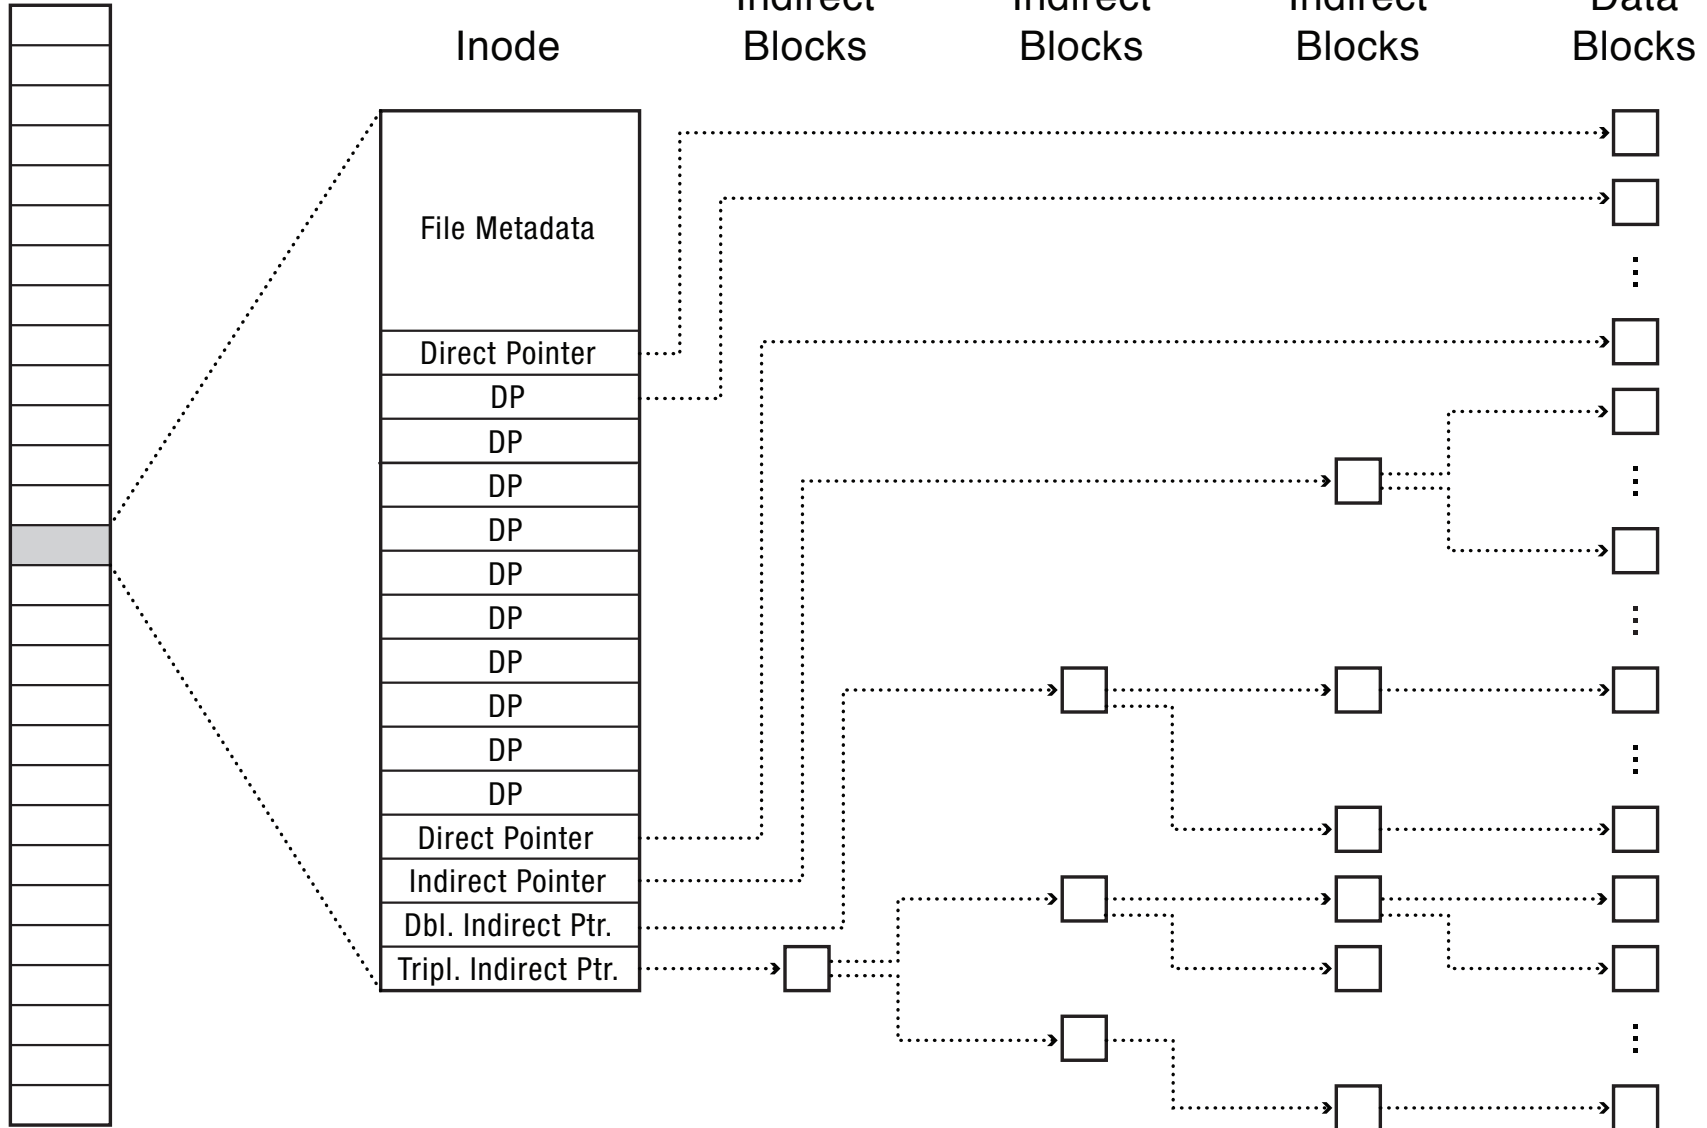 Indirect
Indirect
Indirect
Data
Inode
Blocks
Blocks
Blocks
Blocks
File Metadata
Direct Pointer
DP
DP
DP
DP
DP
DP
DP
DP
DP
DP
Direct Pointer
Indirect Pointer
Dbl. Indirect Ptr.
Tripl. Indirect Ptr.